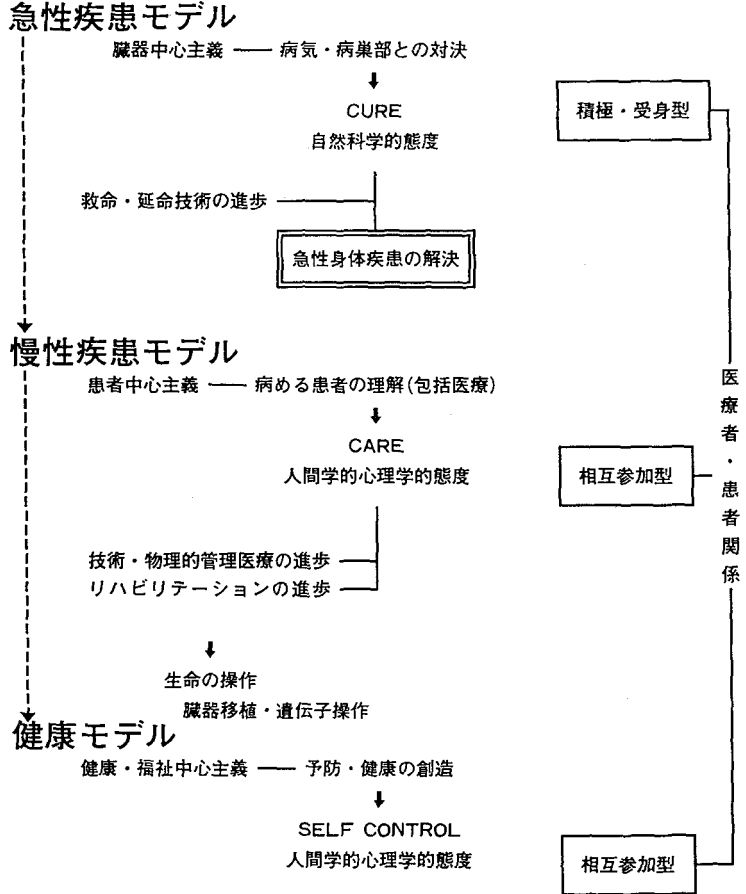 急性疾患モデル
臓器中心主義 ── 病気・病巣部との対決
CURE
自然科学的態度
積極・受身型
救命・延命技術の進歩
急性身体疾患の解決
慢性疾患モデル
患者中心主義 ── 病める患者の理解(包括医療)
CARE
人間学的心理学的態度
相互参加型
医療者・患者関係
技術・物理的管理医療の進歩
リハビリテーションの進歩
生命の操作
臓器移植・遺伝子操作
健康モデル
健康・福祉中心主義 ── 予防・健康の創造
SELF CONTROL
人間学的心理学的態度
相互参加型